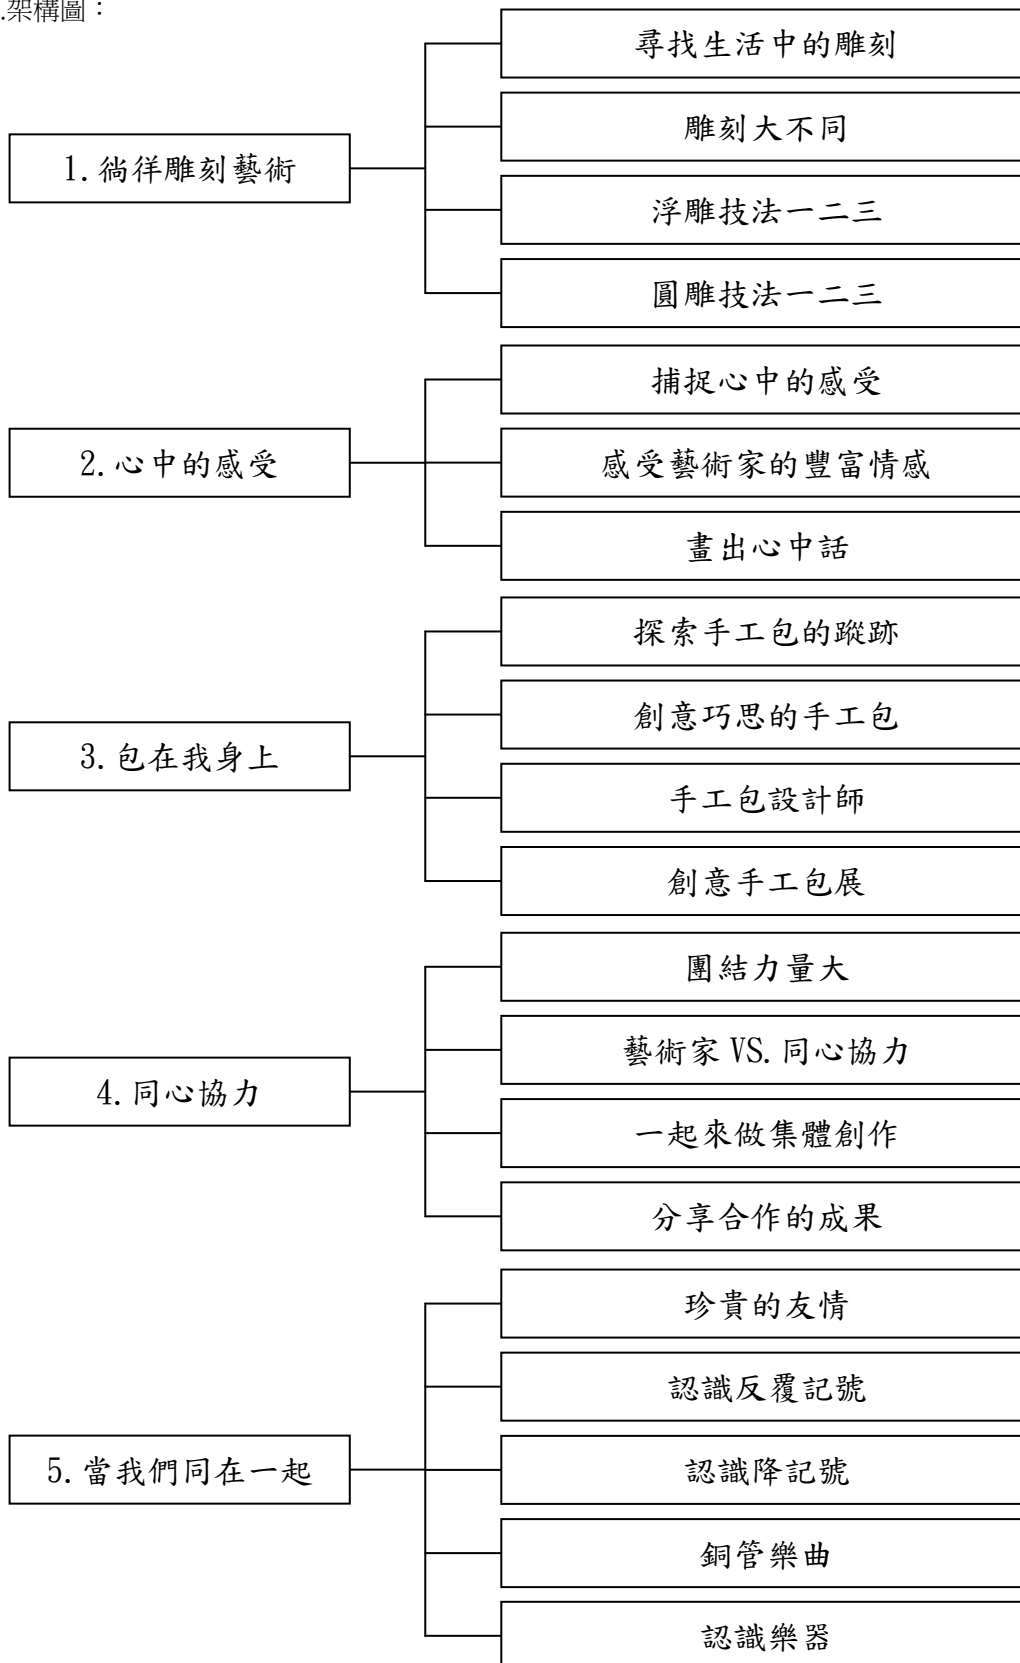 .架構圖：
1.徜徉雕刻藝術
尋找生活中的雕刻
雕刻大不同
浮雕技法一二三
圓雕技法一二三
2.心中的感受
捕捉心中的感受
感受藝術家的豐富情感
畫出心中話
3.包在我身上
探索手工包的蹤跡
創意巧思的手工包
手工包設計師
創意手工包展
4.同心協力
團結力量大
藝術家 VS.同心協力
一起來做集體創作
分享合作的成果
5.當我們同在一起
珍貴的友情
認識反覆記號
認識降記號
銅管樂曲
認識樂器